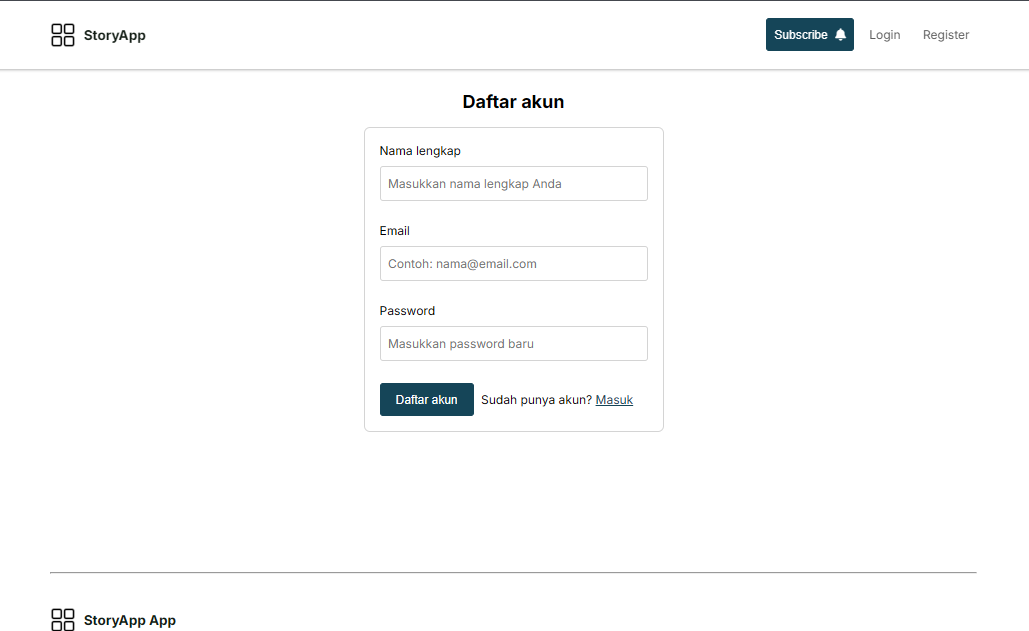 StoryApp
Subscribe
Login
Register
Daftar akun
Nama lengkap
Masukkan nama lengkap Anda
Email
Contoh: nama@email.com
Password
Masukkan password baru
Daftar akun
Sudah punya akun? Masuk
StoryApp App